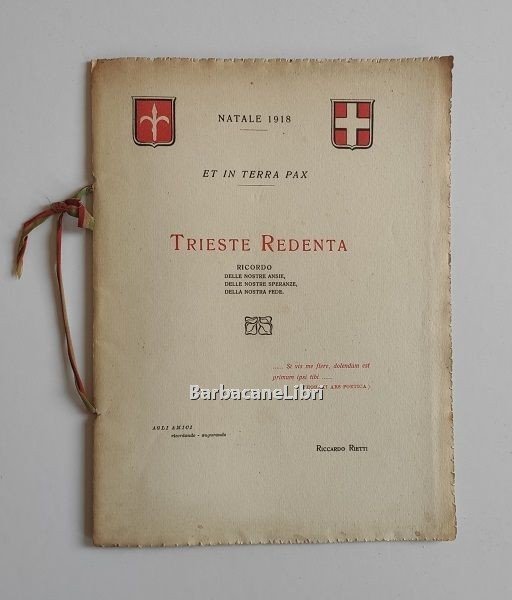 NATALE 1918
ET IN TERRA PAX
TRIESTE REDENTA
RICORDO
DELLE NOSTRE ANSIE,
DELLE NOSTRE SPERANZE,
DELLA NOSTRA FEDE.
..... Si vis me flere, dolendum est
primum ipsi tibi .....
ARS POETICA )
BarbacaneLibri
AGLI AMICI
ricordando - augurando
RICCARDO RIETTI